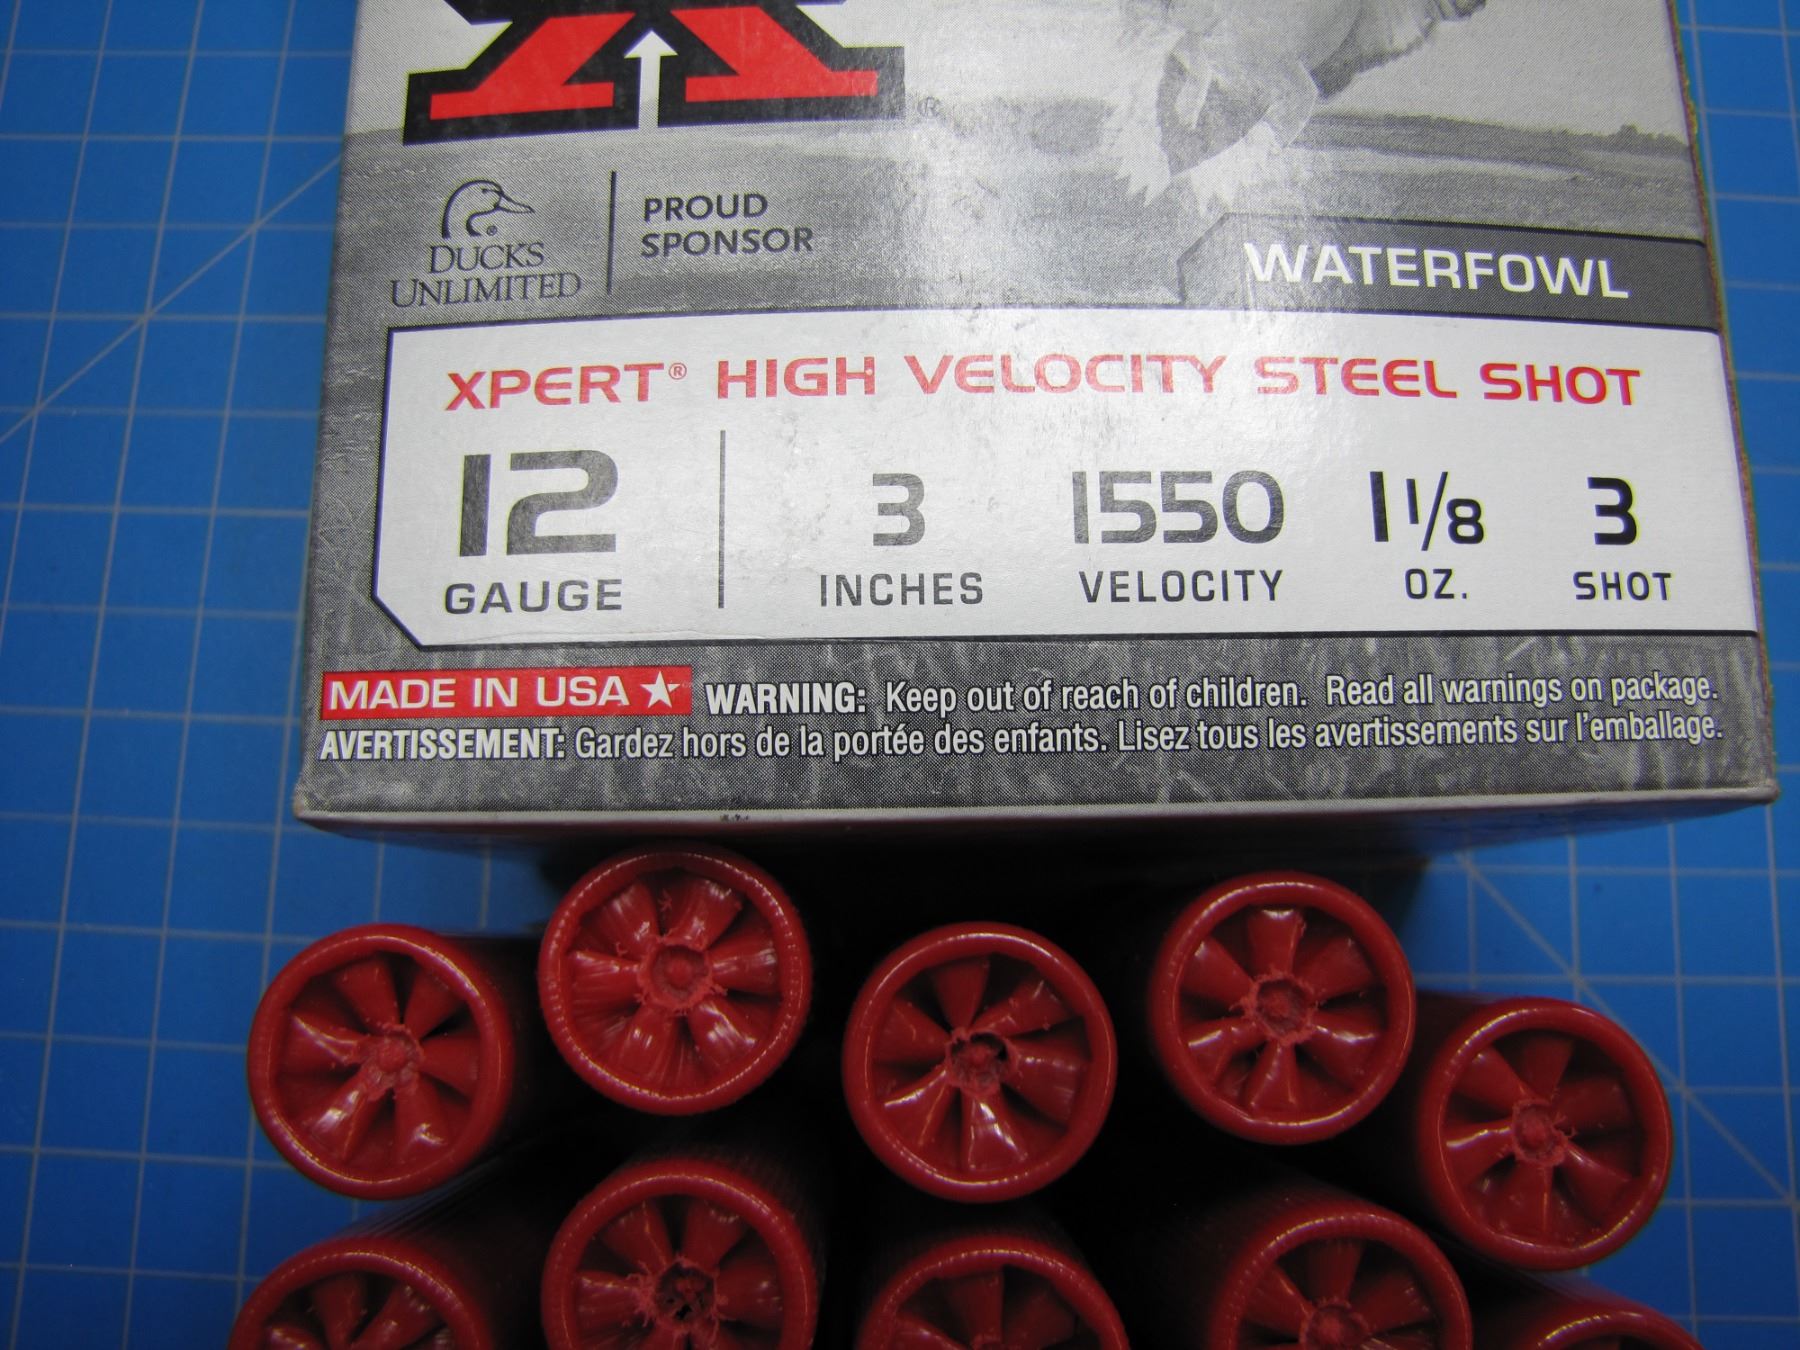 ®
®
DUCKS
UNLIMITED
PROUD
SPONSOR
WATERFOWL
XPERT® HIGH VELOCITY STEEL SHOT
12 3 1550 1 1/8 3
GAUGE INCHES VELOCITY OZ. SHOT
MADE IN USA WARNING: Keep out of reach of children. Read all warnings on package.
AVERTISSEMENT: Gardez hors de la portée des enfants. Lisez tous les avertissements sur l'emballage.